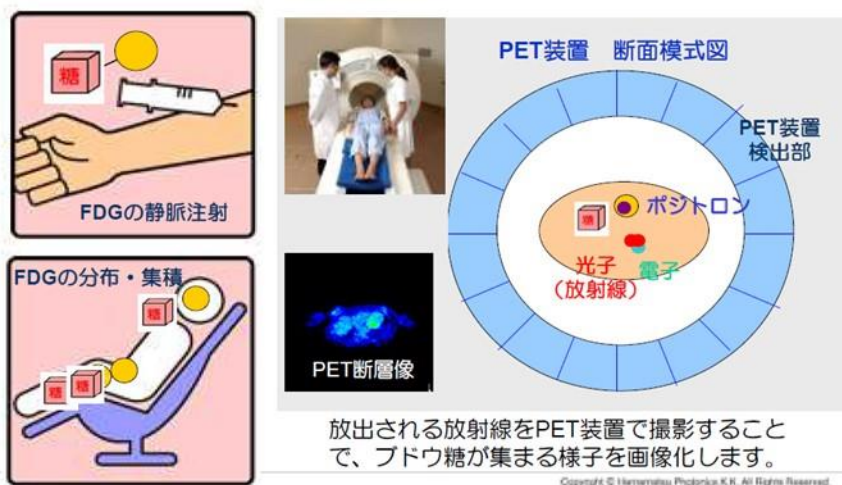 糖
FDGの静脈注射
FDGの分布・集積
糖
糖
糖
PET断層像
PET装置 断面模式図
PET装置
検出部
ポジトロン
糖
光子
(放射線)
電子
放出される放射線をPET装置で撮影すること
で、ブドウ糖が集まる様子を画像化します。
Copyright © Hamamatsu Photonics K.K. All Rights Reserved